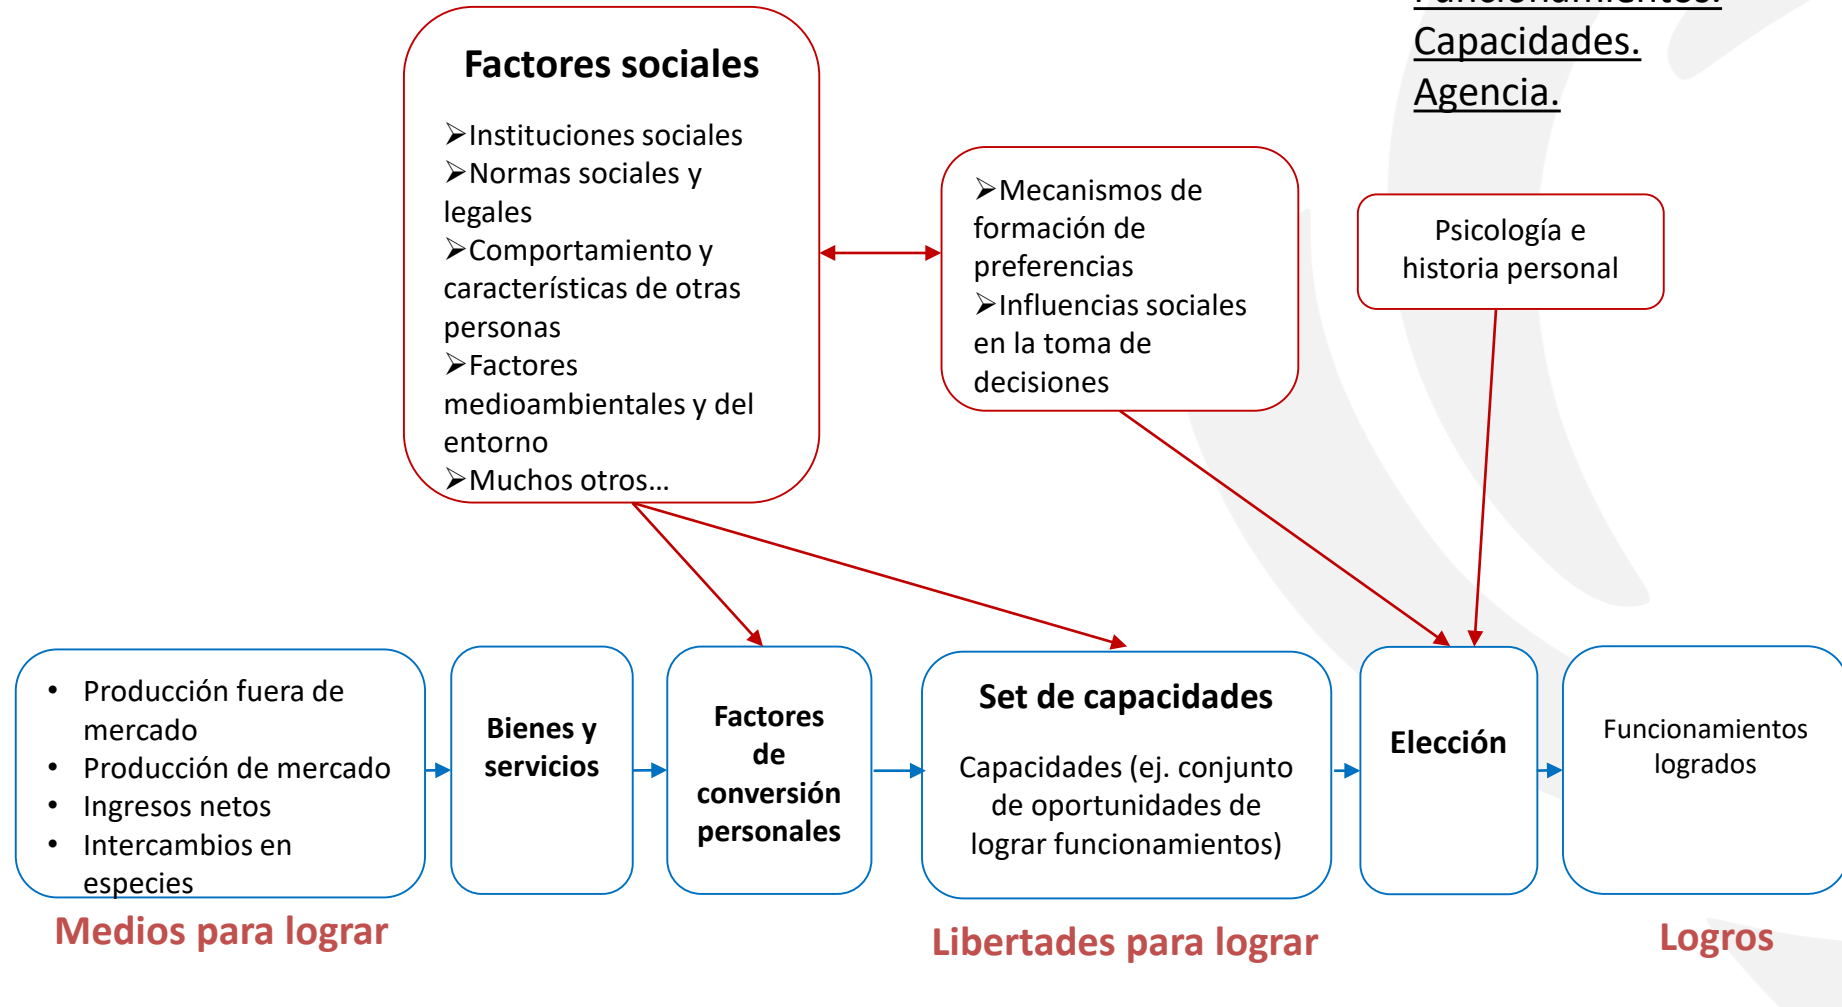 Funcionamientos.
Capacidades.
Agencia.
Factores sociales
➢Instituciones sociales
➢Normas sociales y
legales
➢Comportamiento y
características de otras
personas
➢Factores
medioambientales y del
entorno
➢Muchos otros…
➢Mecanismos de
formación de
preferencias
➢Influencias sociales
en la toma de
decisiones
Psicología e
historia personal
• Producción fuera de
mercado
• Producción de mercado
• Ingresos netos
• Intercambios en
especies
Bienes y
servicios
Factores
de
conversión
personales
Set de capacidades
Capacidades (ej. conjunto
de oportunidades de
lograr funcionamientos)
Elección
Funcionamientos
logrados
Medios para lograr
Libertades para lograr
Logros